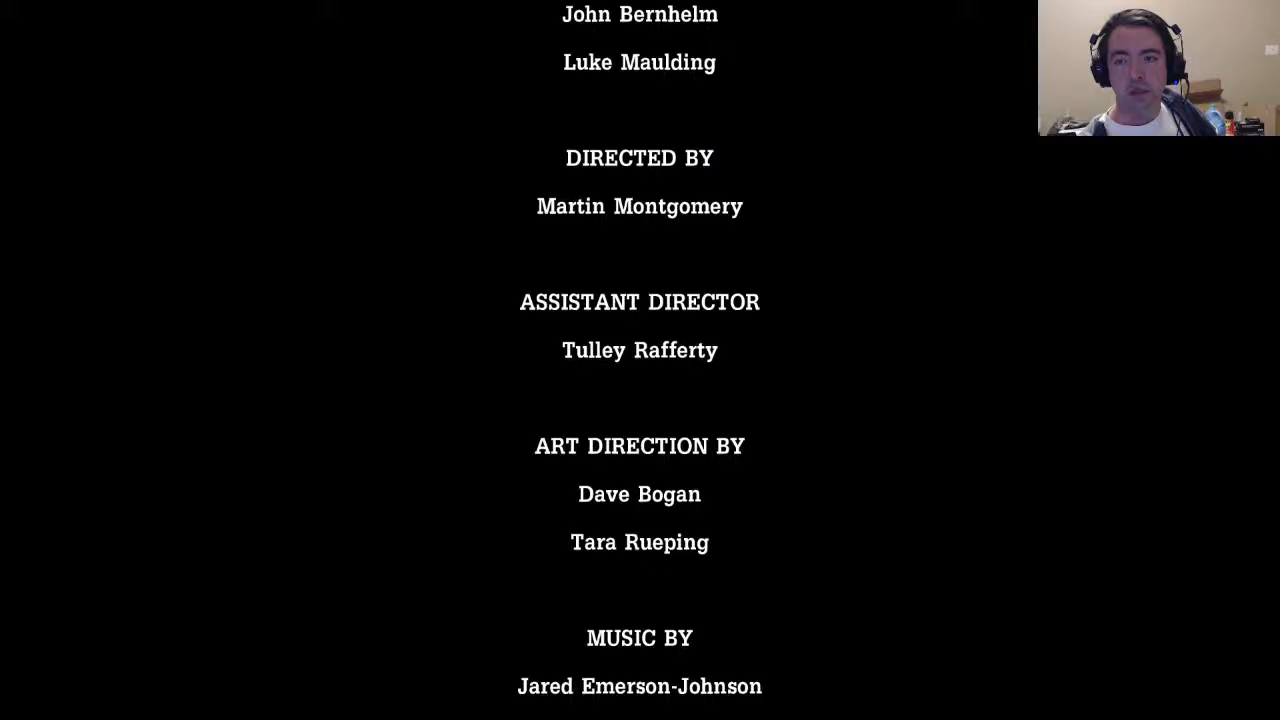 John Bernhelm
Luke Maulding
DIRECTED BY
Martin Montgomery
ASSISTANT DIRECTOR
Tulley Rafferty
ART DIRECTION BY
Dave Bogan
Tara Rueping
MUSIC BY
Jared Emerson-Johnson